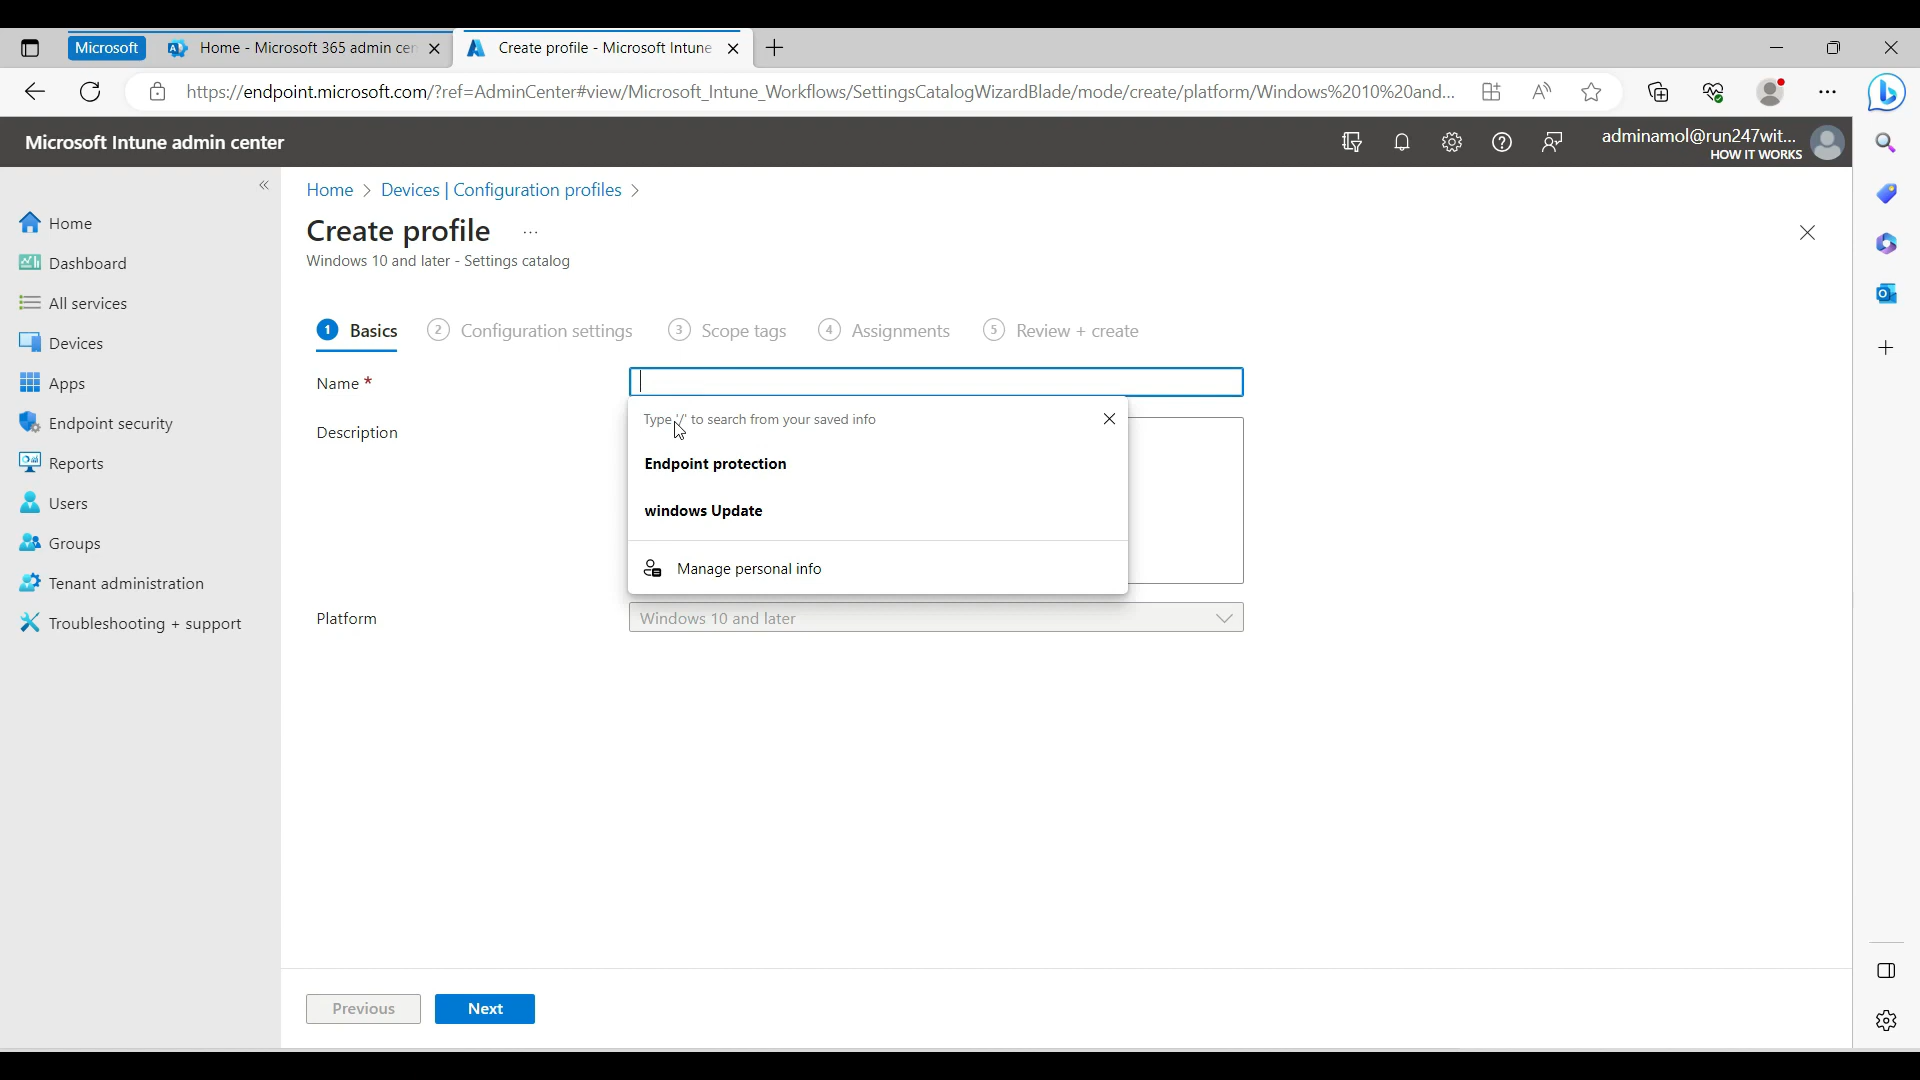 Microsoft
Home - Microsoft 365 admin cen
Create profile - Microsoft Intune
https://endpoint.microsoft.com/?ref=AdminCenter#view/Microsoft_Intune_Workflows/SettingsCatalogWizardBlade/mode/create/platform/Windows%2010%20and...
Microsoft Intune admin center
adminamol@run247wit...
HOW IT WORKS
Home > Devices | Configuration profiles >
Create profile ...
Windows 10 and later - Settings catalog
Home
Dashboard
All services
Devices
Apps
Endpoint security
Reports
Users
Groups
Tenant administration
Troubleshooting + support
1 Basics
2 Configuration settings
3 Scope tags
4 Assignments
5 Review + create
Name *
Type '/' to search from your saved info
Endpoint protection
windows Update
Manage personal info
Description
Platform
Windows 10 and later
Previous
Next